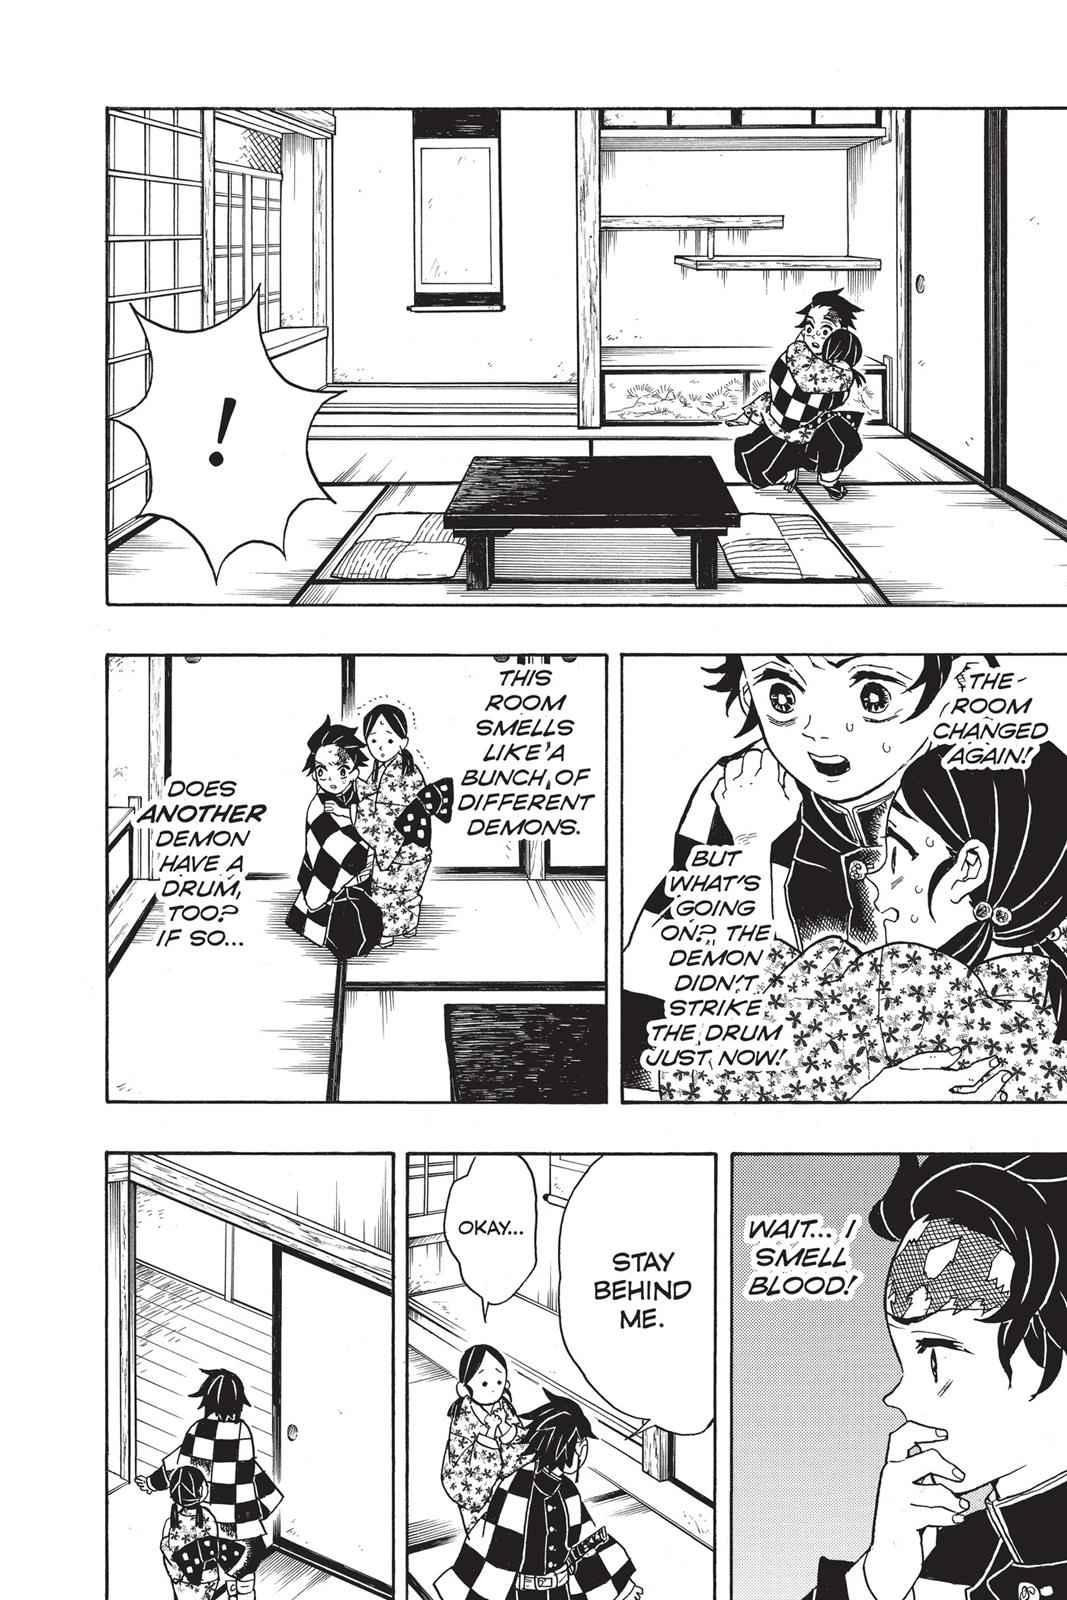 !
THE
ROOM
CHANGED
AGAIN!
BUT
WHAT'S
GOING
ON? THE
DEMON
DIDN'T
STRIKE
THE DRUM
JUST NOW!
THIS
ROOM
SMELLS
LIKE A
BUNCH OF
DIFFERENT
DEMONS.
DOES
ANOTHER
DEMON
HAVE A
DRUM,
TOO?
IF SO...
WAIT... I
SMELL
BLOOD!
STAY
BEHIND
ME.
OKAY...